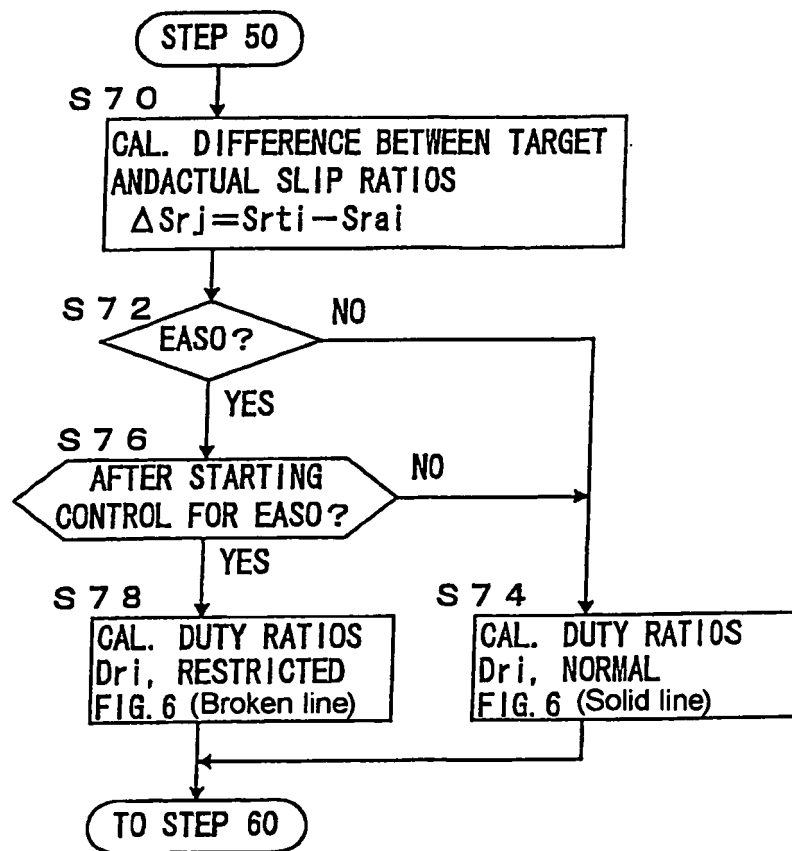 STEP 50
S70
CAL. DIFFERENCE BETWEEN TARGET
ANDACTUAL SLIP RATIOS
ΔSrj=Srti-Srai
S72
EASO?
NO
YES
S76
AFTER STARTING
CONTROL FOR EASO?
NO
YES
S78
CAL. DUTY RATIOS
Dri, RESTRICTED
FIG.6 (Broken line)
S74
CAL. DUTY RATIOS
Dri, NORMAL
FIG.6 (Solid line)
TO STEP 60